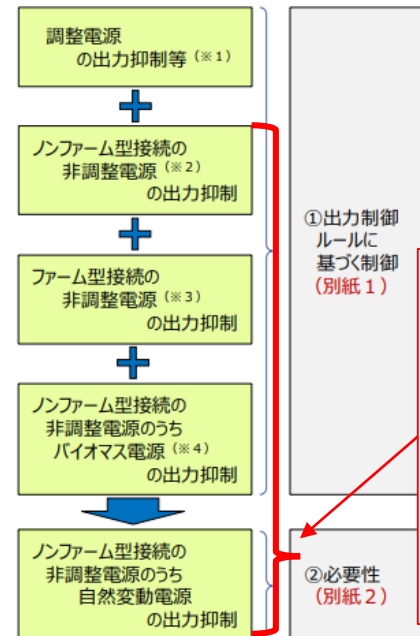 調整電源
の出力抑制等（※１）
ノンファーム型接続の
非調整電源（※２）
の出力抑制
ファーム型接続の
非調整電源（※３）
の出力抑制
ノンファーム型接続の
非調整電源のうち
バイオマス電源（※４）
の出力抑制
ノンファーム型接続の
非調整電源のうち
自然変動電源
の出力抑制
①出力制御
ルールに
基づく制御
（別紙１）
②必要性
（別紙２）